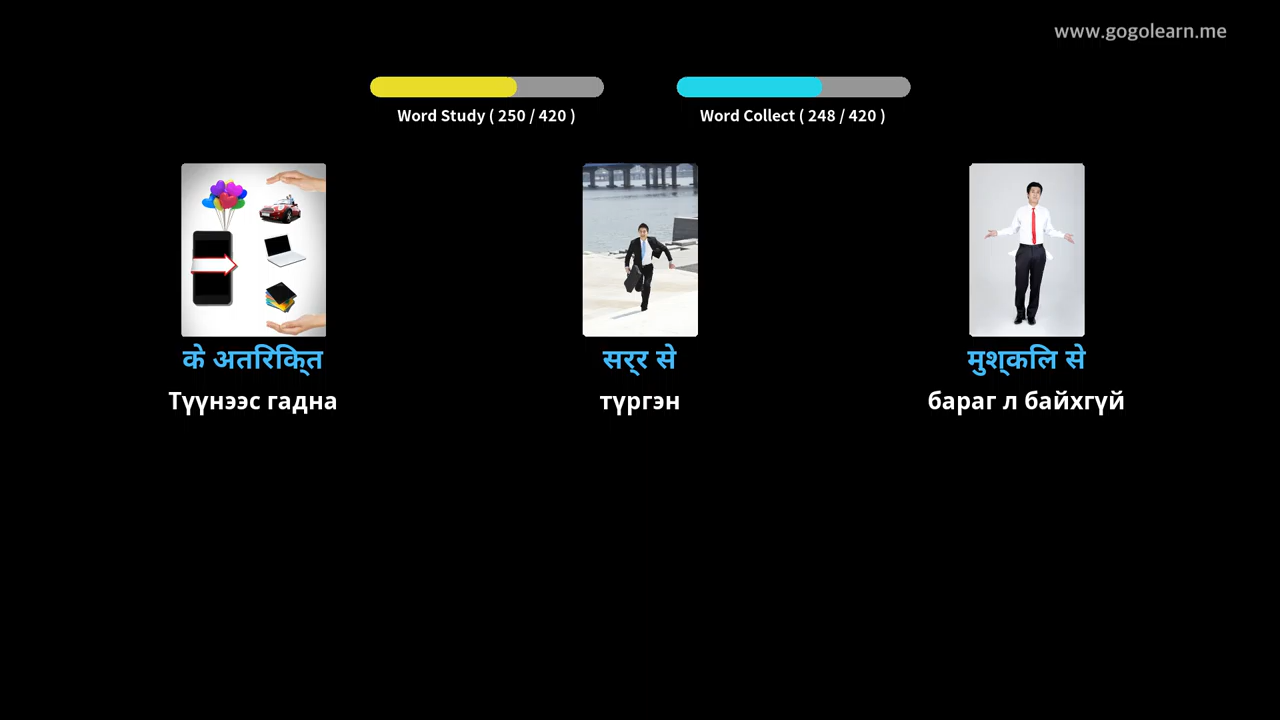 www.gogolearn.me
Word Study ( 250 / 420 )
Word Collect ( 248 / 420 )
के अतिरिक्त
सर्र से
मुश्किल से
Түүнээс гадна
түргэн
бараг л байхгүй